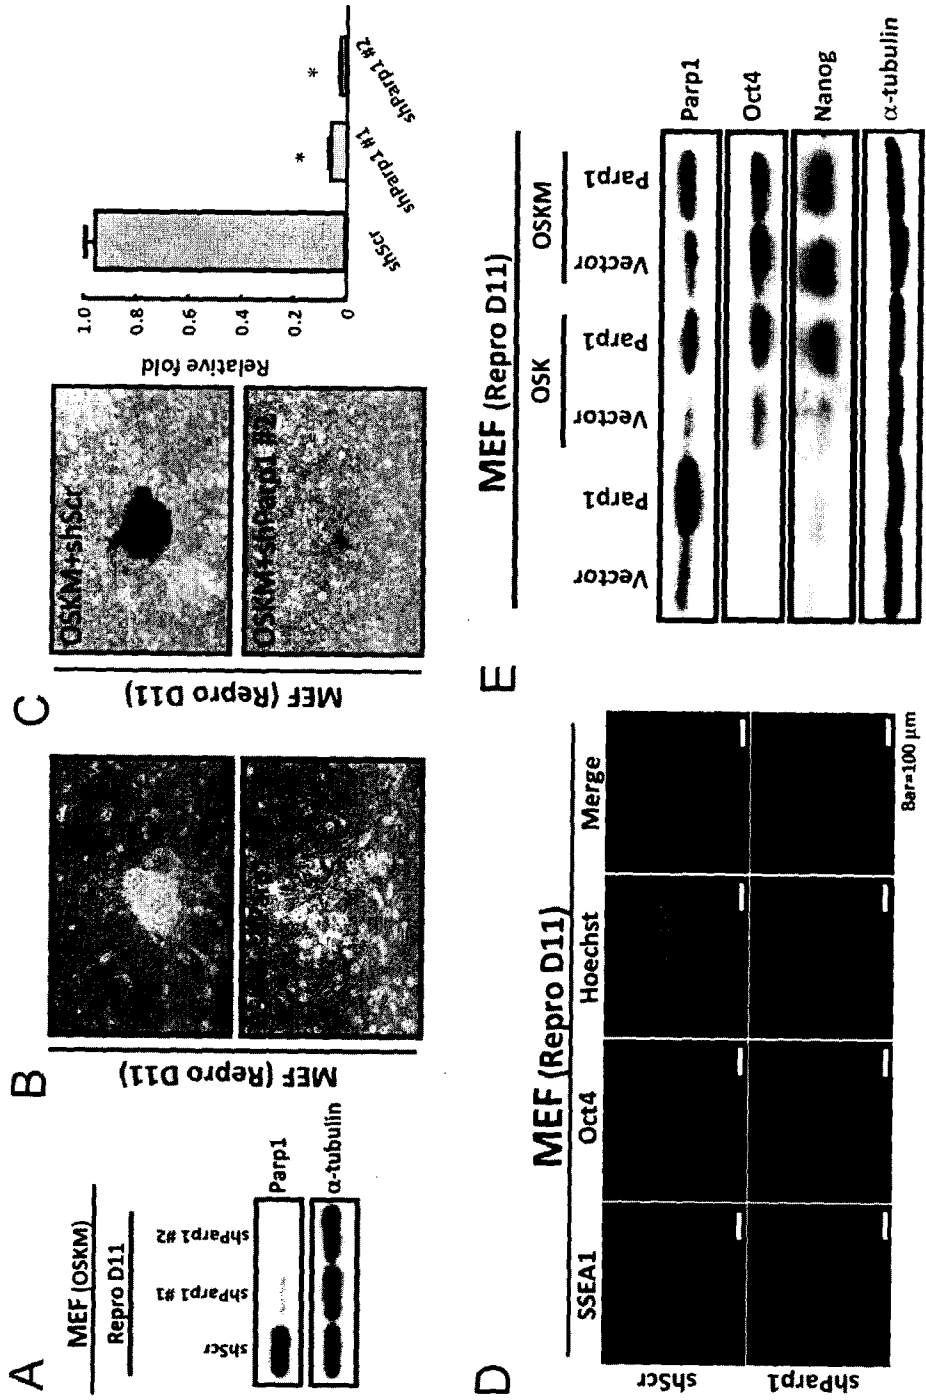 A
MEF (OSKM)
Repro D11
shScr
shParp1 #1
shParp1 #2
Parp1
α-tubulin
B
MEF (Repro D11)
C
MEF (Repro D11)
OSKM+shScr
OSKM+shParp1 #2
Relative fold
1.0
0.8
0.6
0.4
0.2
0
*
*
shScr
shParp1 #1
shParp1 #2
D
MEF (Repro D11)
SSEA1
Oct4
Hoechst
Merge
shScr
shParp1
Bar=100 μm
E
MEF (Repro D11)
OSK
OSKM
Vector
Parp1
Vector
Parp1
Vector
Parp1
Parp1
Oct4
Nanog
α-tubulin